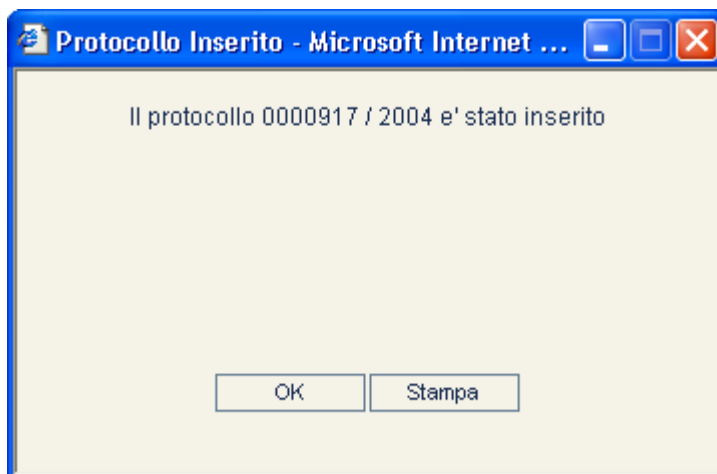 Protocollo Inserito - Microsoft Internet ...
Il protocollo 0000917 / 2004 e' stato inserito
OK
Stampa